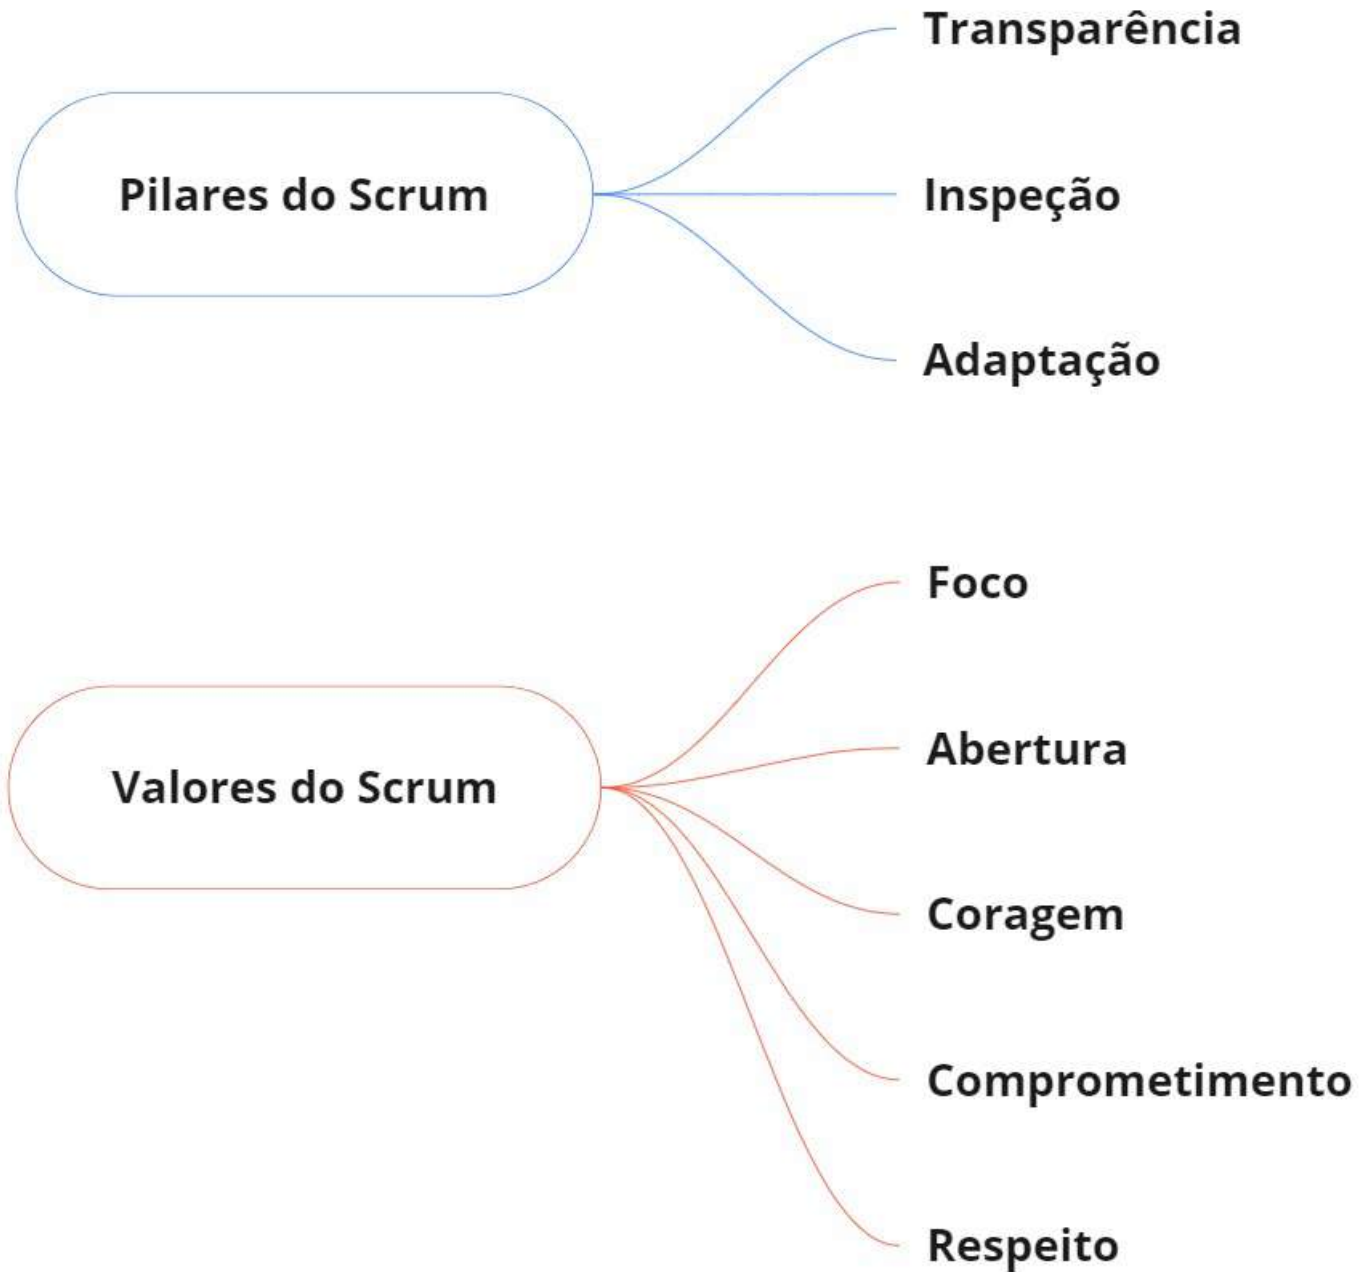 Pilares do Scrum
Transparência
Inspeção
Adaptação
Valores do Scrum
Foco
Abertura
Coragem
Comprometimento
Respeito